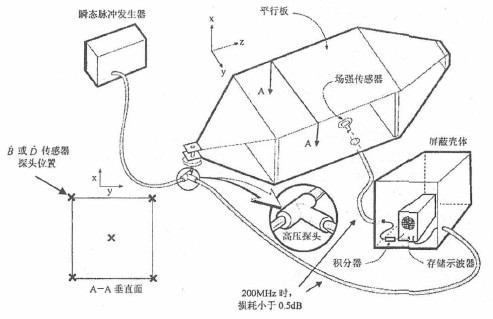 瞬态脉冲发生器
平行板
x
z
y
A
场强传感器
A
Ḃ 或 Ḋ 传感器
探头位置
x
y
屏蔽壳体
高压探头
A－A 垂直面
积分器
存储示波器
200MHz 时，
损耗小于 0.5dB